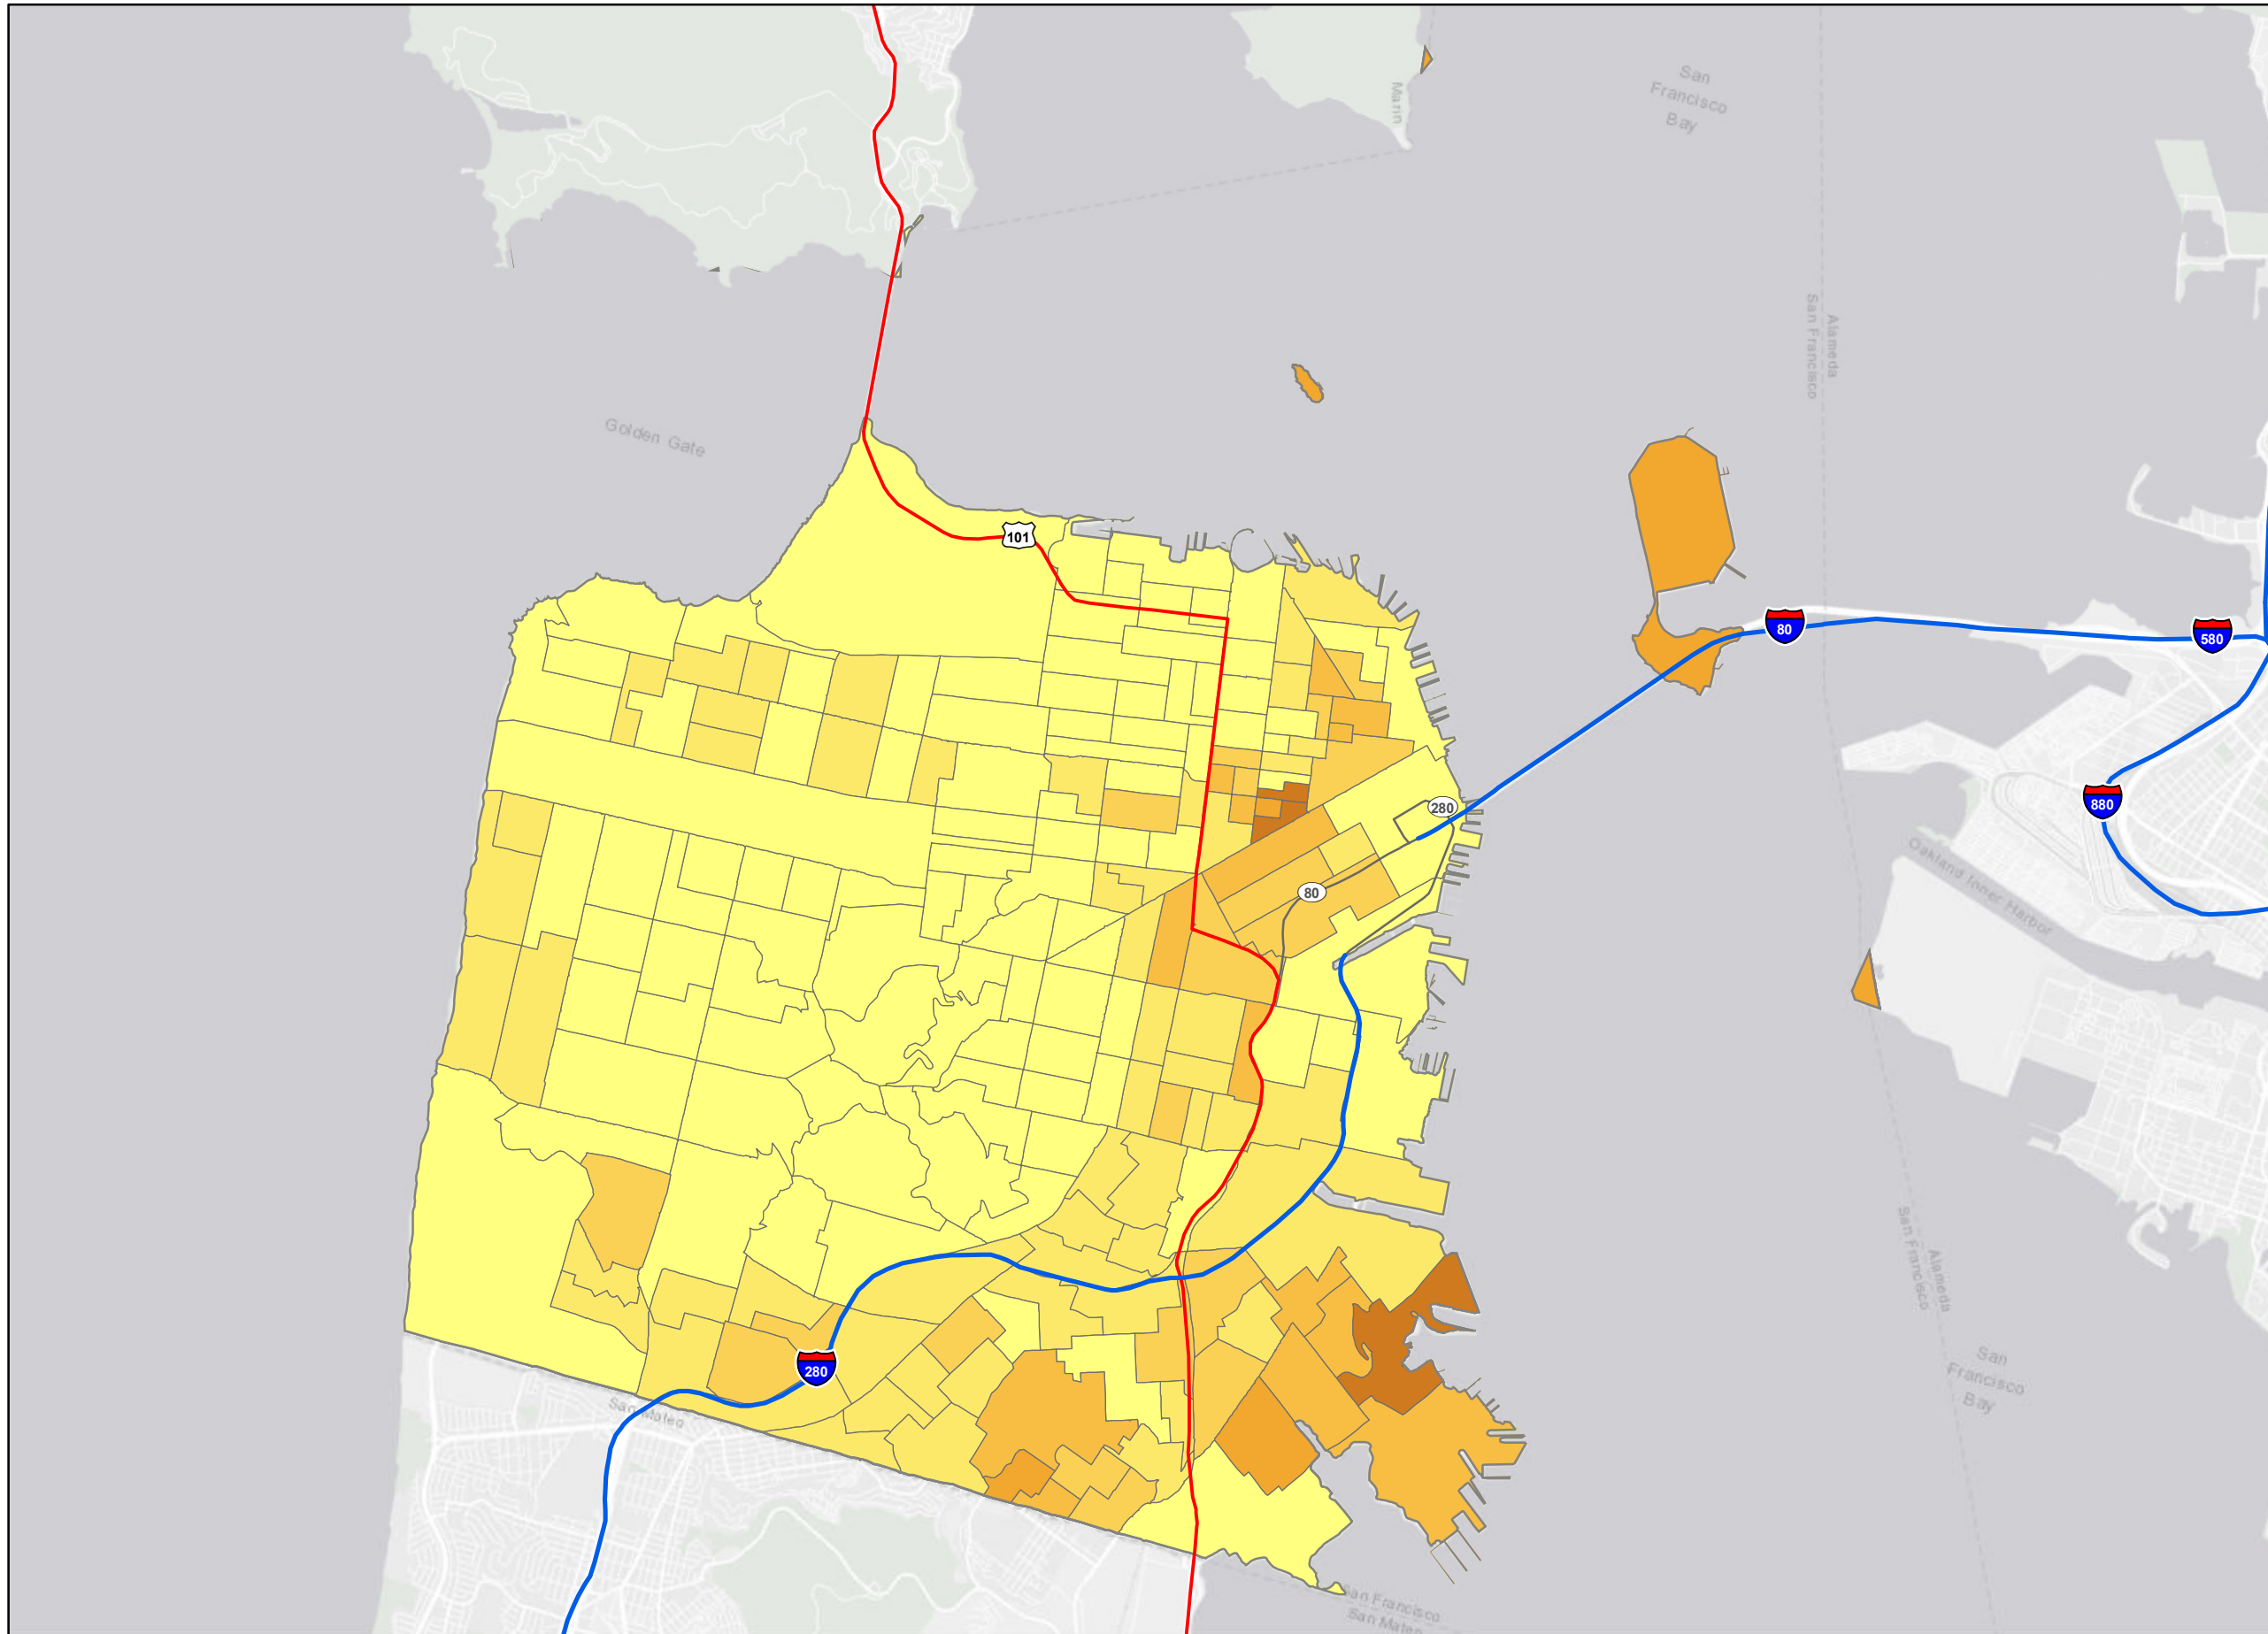 San
Francisco
Bay
Marin
Alameda
San Francisco
Golden Gate
101
80
580
280
880
80
Oakland Inner Harbor
San Francisco
Alameda
San
Francisco
Bay
280
San Mateo
San Francisco
San Mateo